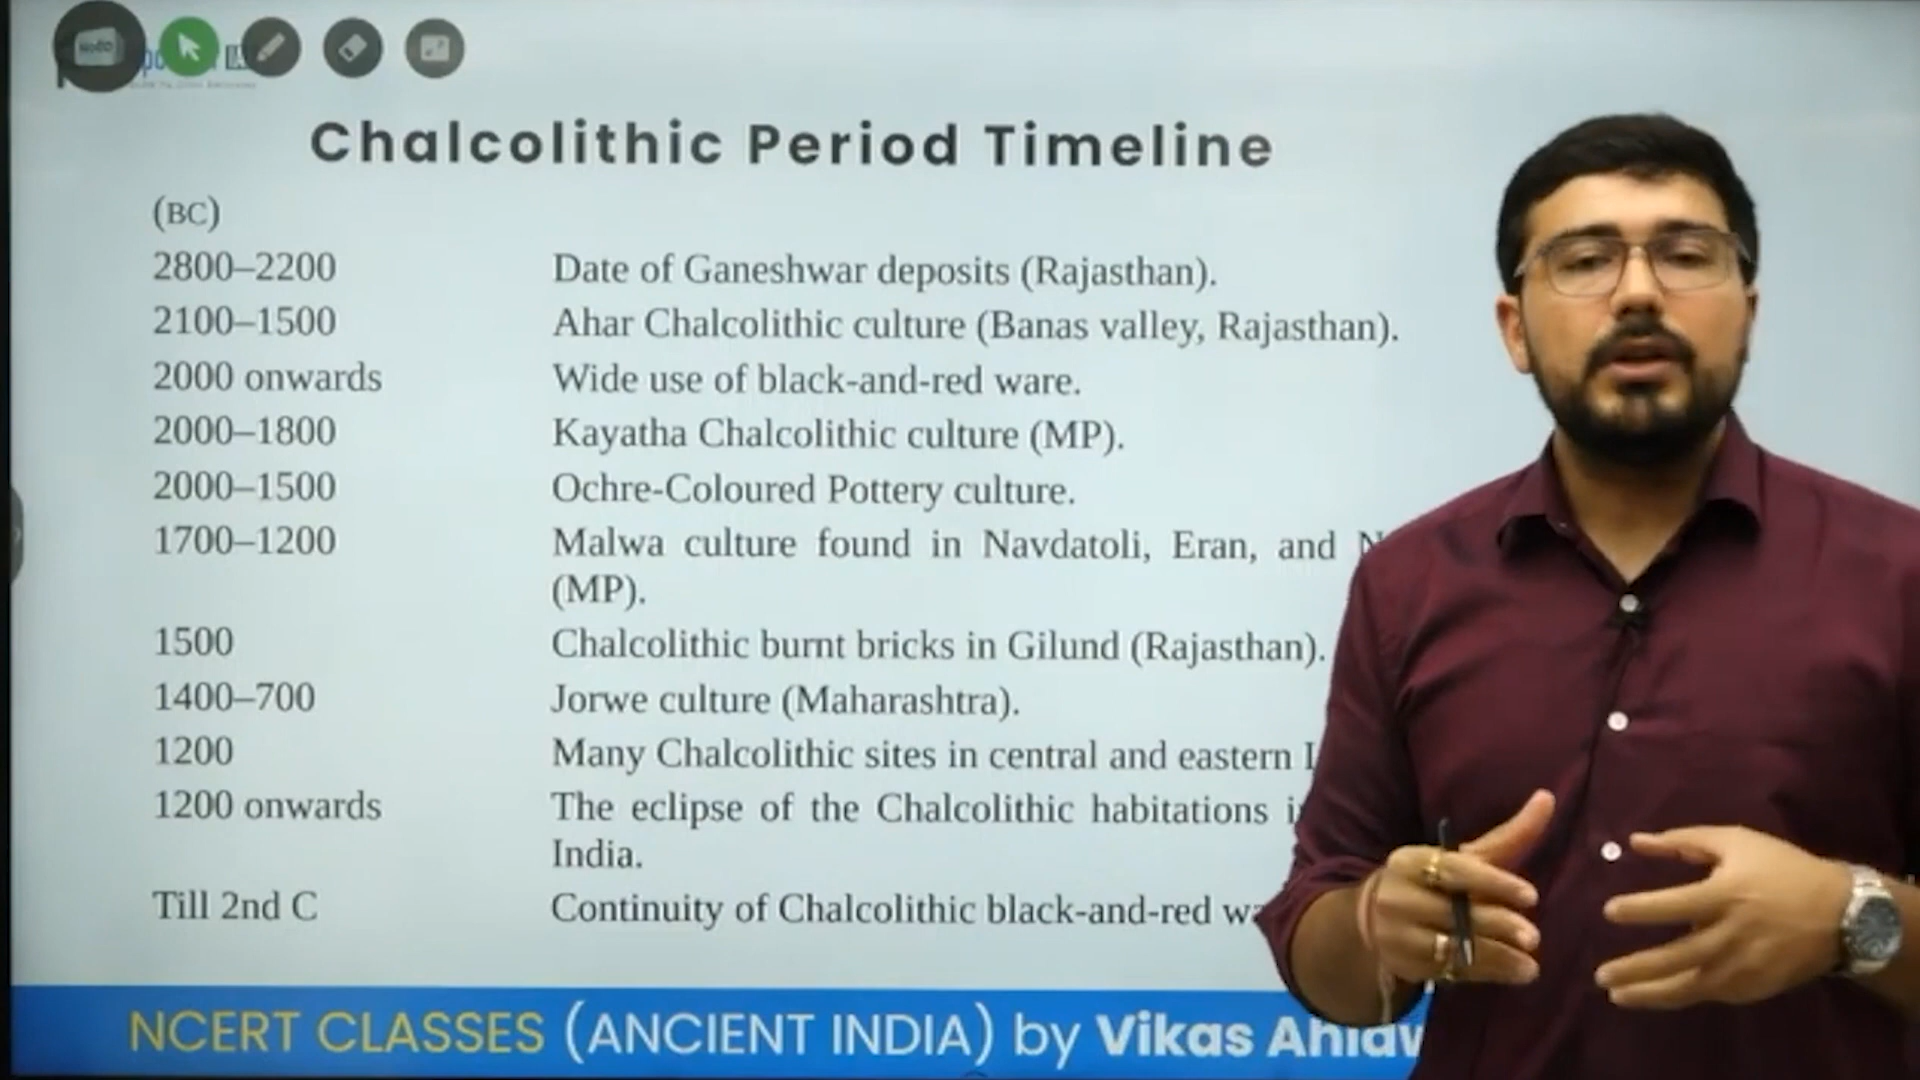 Chalcolithic Period Timeline
(BC)
2800–2200 Date of Ganeshwar deposits (Rajasthan).
2100–1500 Ahar Chalcolithic culture (Banas valley, Rajasthan).
2000 onwards Wide use of black-and-red ware.
2000–1800 Kayatha Chalcolithic culture (MP).
2000–1500 Ochre-Coloured Pottery culture.
1700–1200 Malwa culture found in Navdatoli, Eran, and
(MP).
1500 Chalcolithic burnt bricks in Gilund (Rajasthan).
1400–700 Jorwe culture (Maharashtra).
1200 Many Chalcolithic sites in central and eastern
1200 onwards The eclipse of the Chalcolithic habitations
India.
Till 2nd C Continuity of Chalcolithic black-and-red
NCERT CLASSES (ANCIENT INDIA) by Vikas